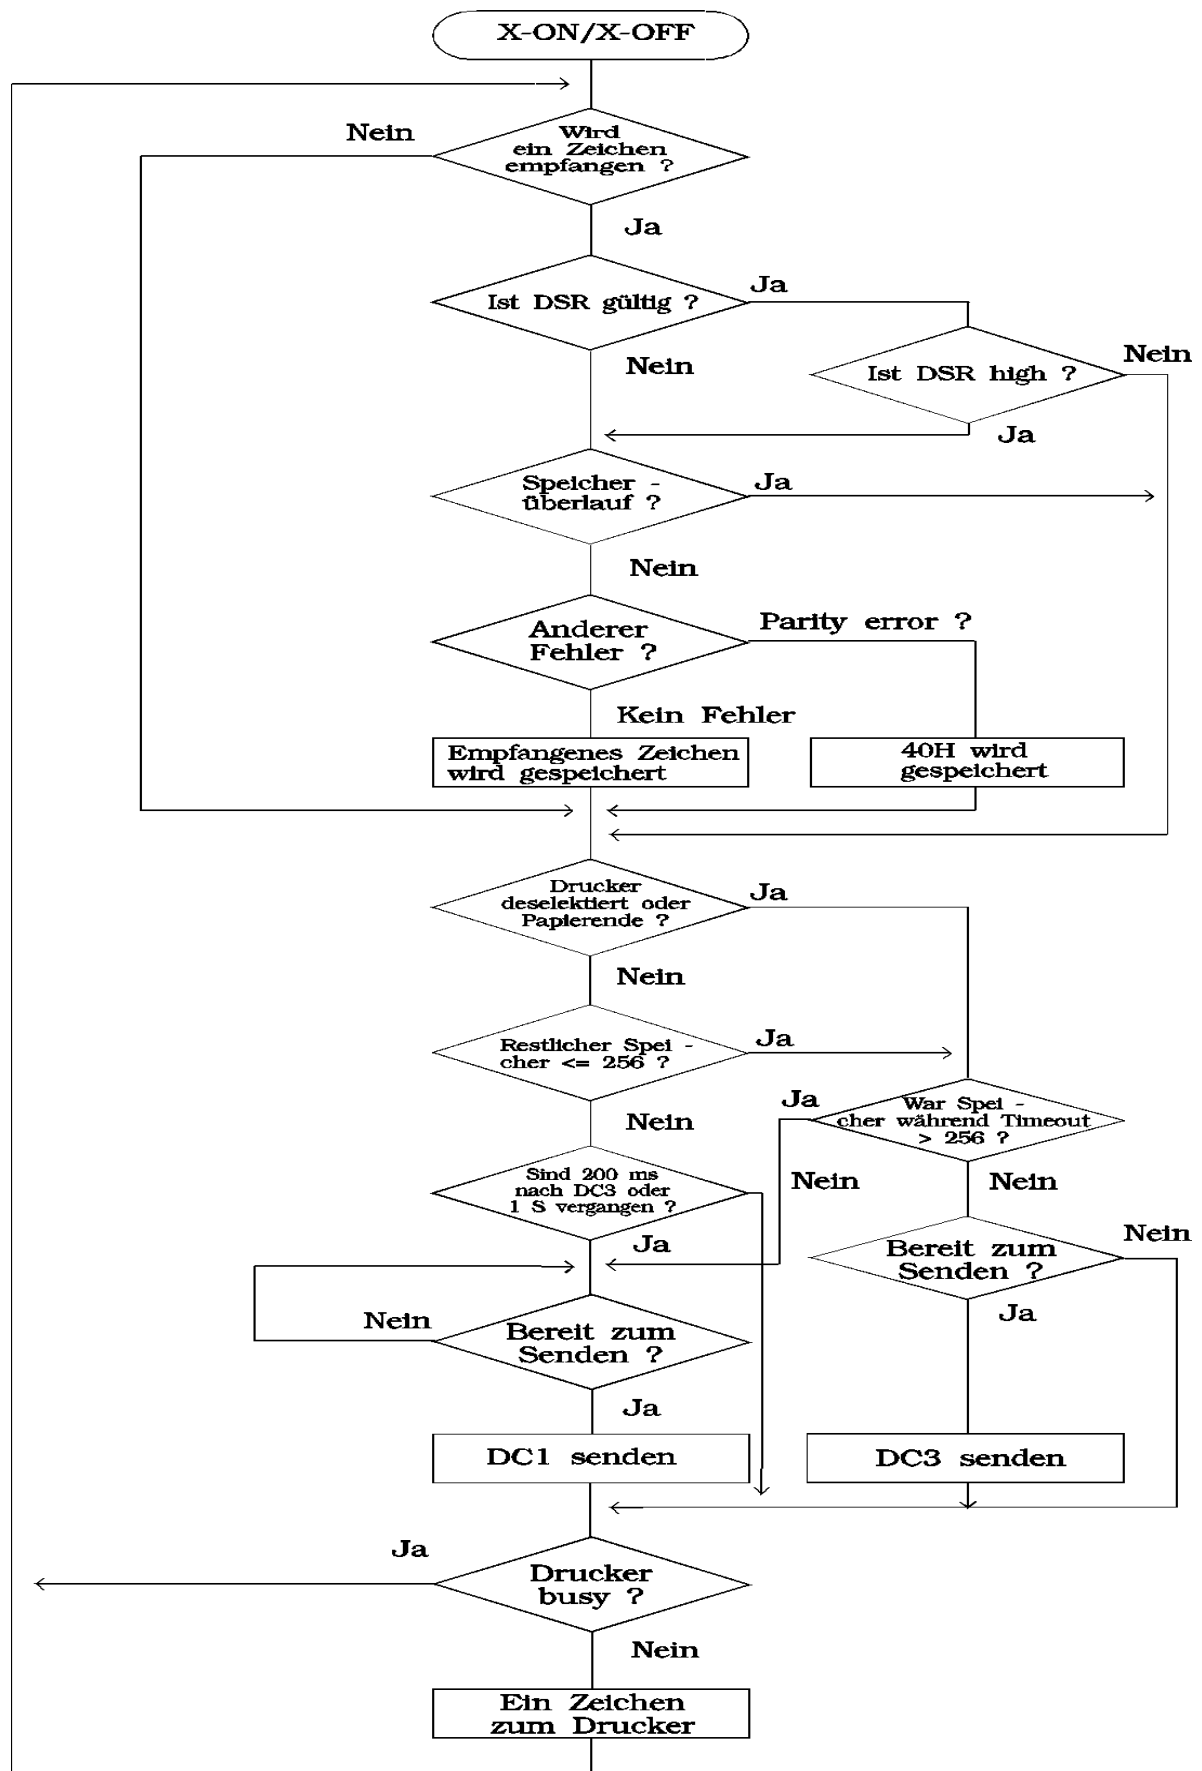 X-ON/X-OFF
Nein
Wird
ein Zeichen
empfangen ?
Ja
Ist DSR gültig ?
Ja
Nein
Ist DSR high ?
Nein
Ja
Speicher -
überlauf ?
Ja
Nein
Anderer
Fehler ?
Parity error ?
Kein Fehler
Empfangenes Zeichen
wird gespeichert
40H wird
gespeichert
Drucker
deselektiert oder
Papierende ?
Ja
Nein
Restlicher Spei -
cher <= 256 ?
Ja
Nein
Ja
War Spei -
cher während Timeout
> 256 ?
Sind 200 ms
nach DC3 oder
1 S vergangen ?
Nein
Nein
Ja
Bereit zum
Senden ?
Nein
Ja
Nein
Bereit zum
Senden ?
Ja
DC1 senden
DC3 senden
Ja
Drucker
busy ?
Nein
Ein Zeichen
zum Drucker